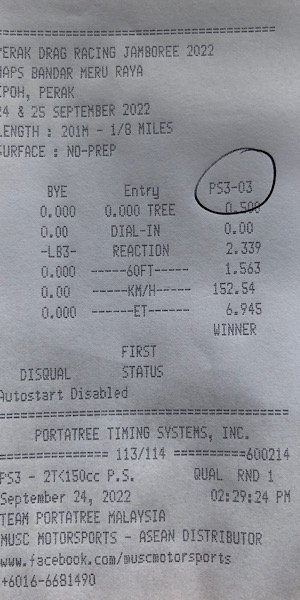 PERAK DRAG RACING JAMBOREE 2022
HAPS BANDAR MERU RAYA
IPOH, PERAK
24 & 25 SEPTEMBER 2022
LENGTH : 201M - 1/8 MILES
SURFACE : NO-PREP
BYE Entry PS3-03
0.000 0.000 TREE 0.500
0.00 DIAL-IN 0.00
-LB3- REACTION 2.339
0.000 ------60FT------ 1.563
0.00 ------KM/H----- 152.54
0.000 -------ET------ 6.945
WINNER
FIRST
DISQUAL STATUS
Autostart Disabled
PORTATREE TIMING SYSTEMS, INC.
=============== 113/114 ==========600214
PS3 - 2T<150cc P.S. QUAL RND 1
September 24, 2022 02:29:24 PM
TEAM PORTATREE MALAYSIA
MUSC MOTORSPORTS - ASEAN DISTRIBUTOR
www.facebook.com/muscmotorsports
+6016-6681490